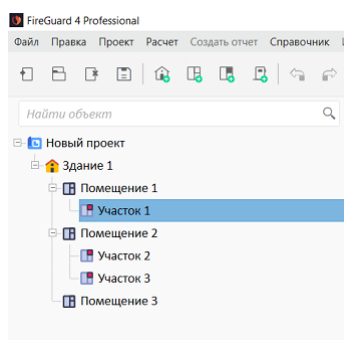 FireGuard 4 Professional
Файл Правка Проект Расчет Создать отчет Справочник
Найти объект
Новый проект
Здание 1
Помещение 1
Участок 1
Помещение 2
Участок 2
Участок 3
Помещение 3